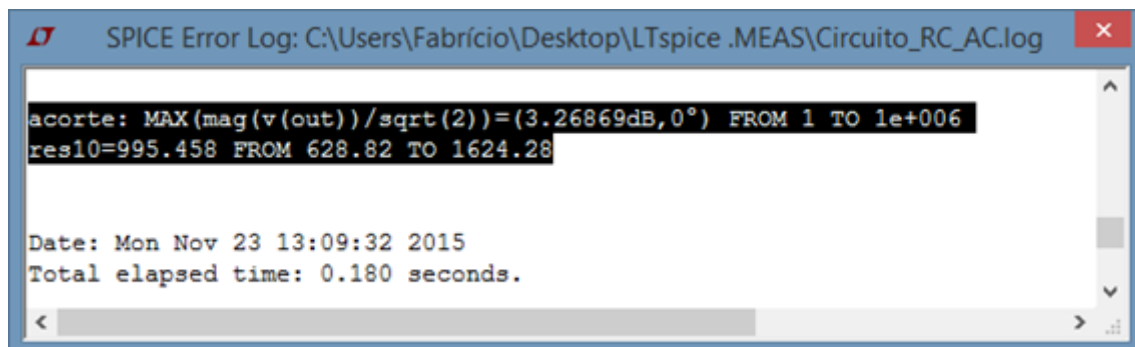 SPICE Error Log: C:\Users\Fabrício\Desktop\LTspice .MEAS\Circuito_RC_AC.log
acorte: MAX(mag(v(out))/sqrt(2))=(3.26869dB,0°) FROM 1 TO 1e+006
res10=995.458 FROM 628.82 TO 1624.28
Date: Mon Nov 23 13:09:32 2015
Total elapsed time: 0.180 seconds.